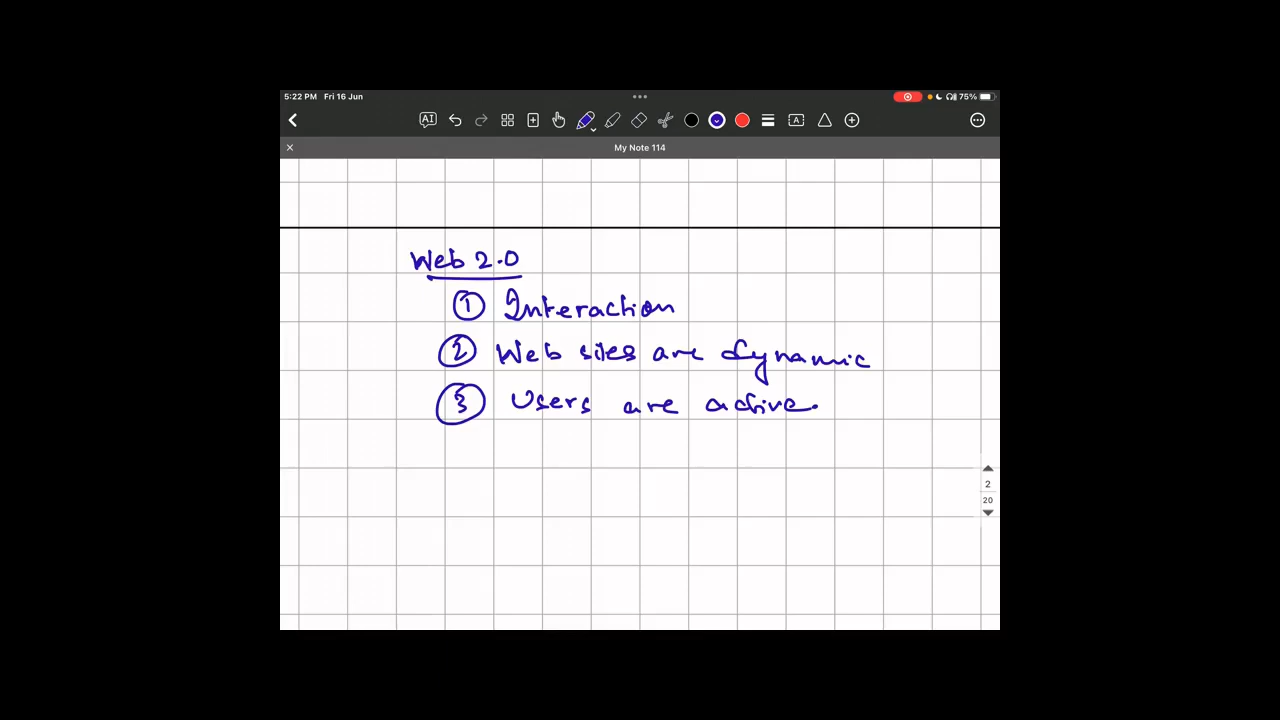 5:22 PM Fri 16 Jun
75%
AI
A
My Note 114
Web 2.0
1 Interaction
2 Web sites are dynamic
3 Users are active.
2
20